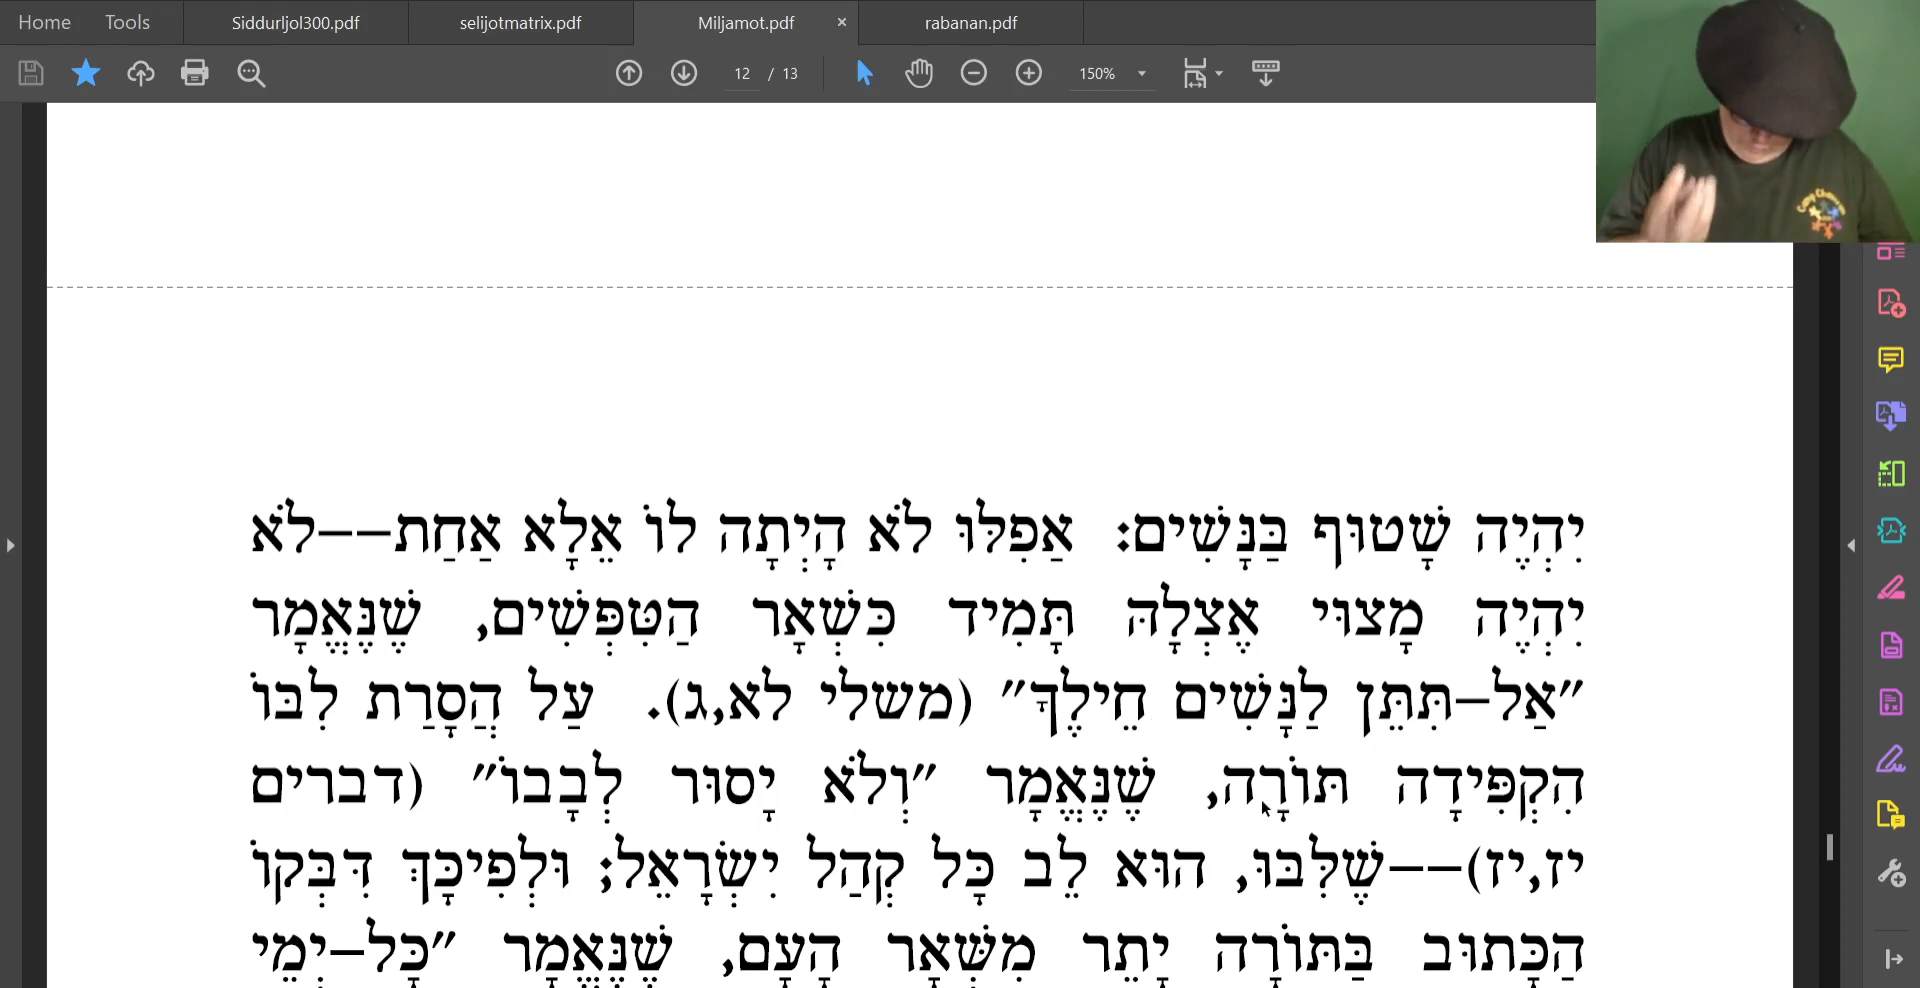 Home Tools Siddurljol300.pdf selijotmatrix.pdf Miljamot.pdf × rabanan.pdf
12 / 13 150%
יִהְיֶה שָׁטוּף בַּנָּשִׁים: אַפִלּוּ לֹא הָיְתָה לוֹ אֵלָא אַחַת––לֹא
יִהְיֶה מָצוּי אֶצְלָהּ תָּמִיד כִּשְׁאָר הַטִּפְּשִׁים, שֶׁנֶּאֱמָר
"אַל–תִּתֵּן לַנָּשִׁים חֵילֶךָ" (משלי לא,ג). עַל הֲסָרַת לִבּוֹ
הִקְפִּידָה תּוֹרָה, שֶׁנֶּאֱמָר "וְלֹא יָסוּר לְבָבוֹ" (דברים
יז,יז)––שֶׁלִּבּוּ, הוּא לֵב כָּל קְהַל יִשְׂרָאֵל; וּלְפִיכָּךְ דִּבְּקוֹ
הַכָּתוּב בַּתּוֹרָה יָתֵר מִשְּׁאָר הָעָם, שֶׁנֶּאֱמָר "כָּל–יְמֵי